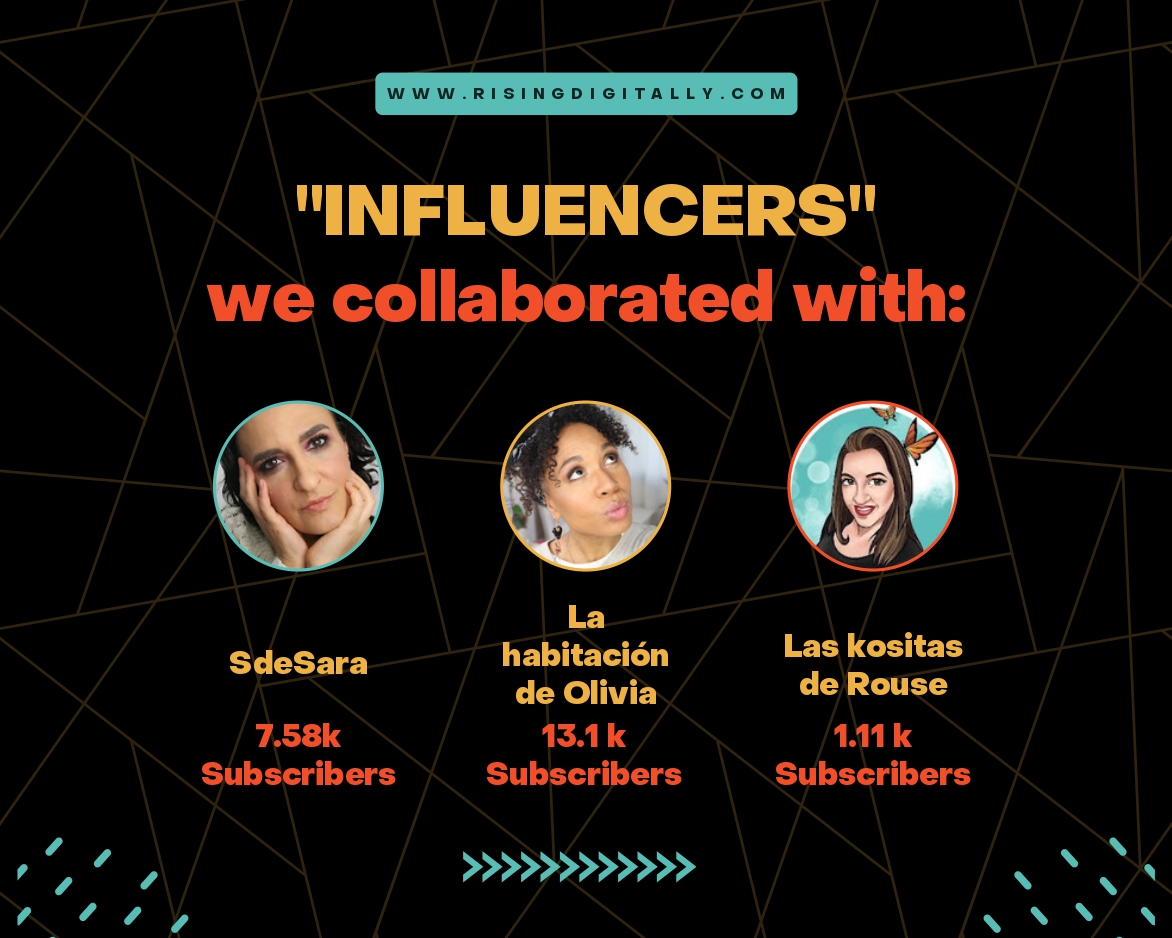 WWW.RISINGDIGITALLY.COM
"INFLUENCERS"
we collaborated with:
SdeSara
7.58k
Subscribers
La
habitación
de Olivia
13.1 k
Subscribers
Las kositas
de Rouse
1.11 k
Subscribers